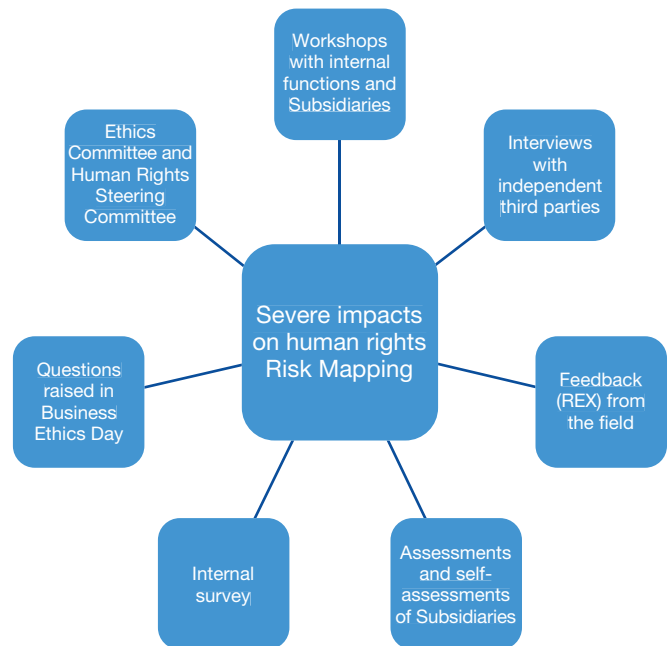 Workshops
with internal
functions and
Subsidiaries
Ethics
Committee and
Human Rights
Steering
Committee
Interviews
with
independent
third parties
Severe impacts
on human rights
Risk Mapping
Questions
raised in
Business
Ethics Day
Feedback
(REX) from
the field
Internal
survey
Assessments
and self-
assessments
of Subsidiaries